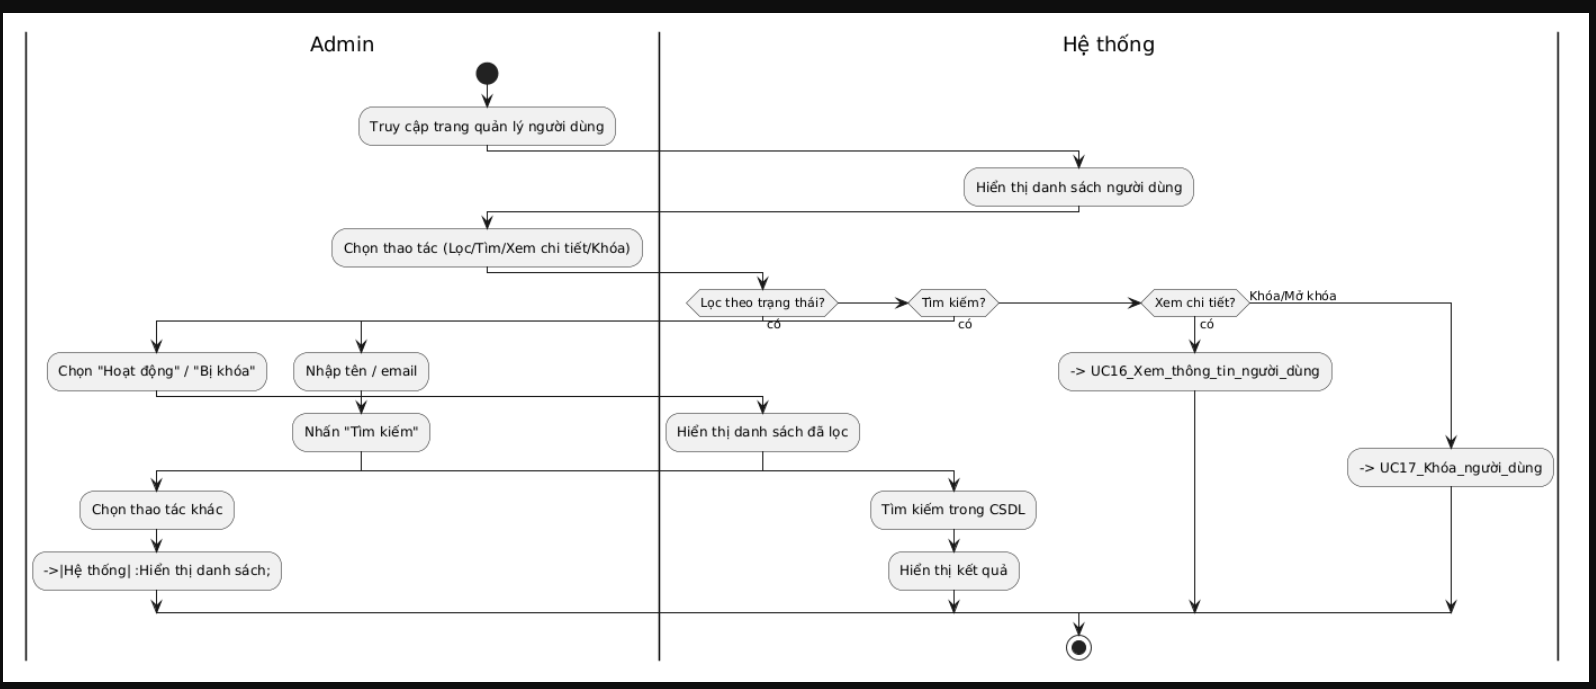 Admin
Hệ thống
Truy cập trang quản lý người dùng
Hiển thị danh sách người dùng
Chọn thao tác (Lọc/Tìm/Xem chi tiết/Khóa)
Lọc theo trạng thái?
Tìm kiếm?
Xem chi tiết?
Khóa/Mở khóa
có
có
có
Chọn "Hoạt động" / "Bị khóa"
Nhập tên / email
-> UC16_Xem_thông_tin_người_dùng
Nhấn "Tìm kiếm"
Hiển thị danh sách đã lọc
-> UC17_Khóa_người_dùng
Chọn thao tác khác
Tìm kiếm trong CSDL
->|Hệ thống| :Hiển thị danh sách;
Hiển thị kết quả